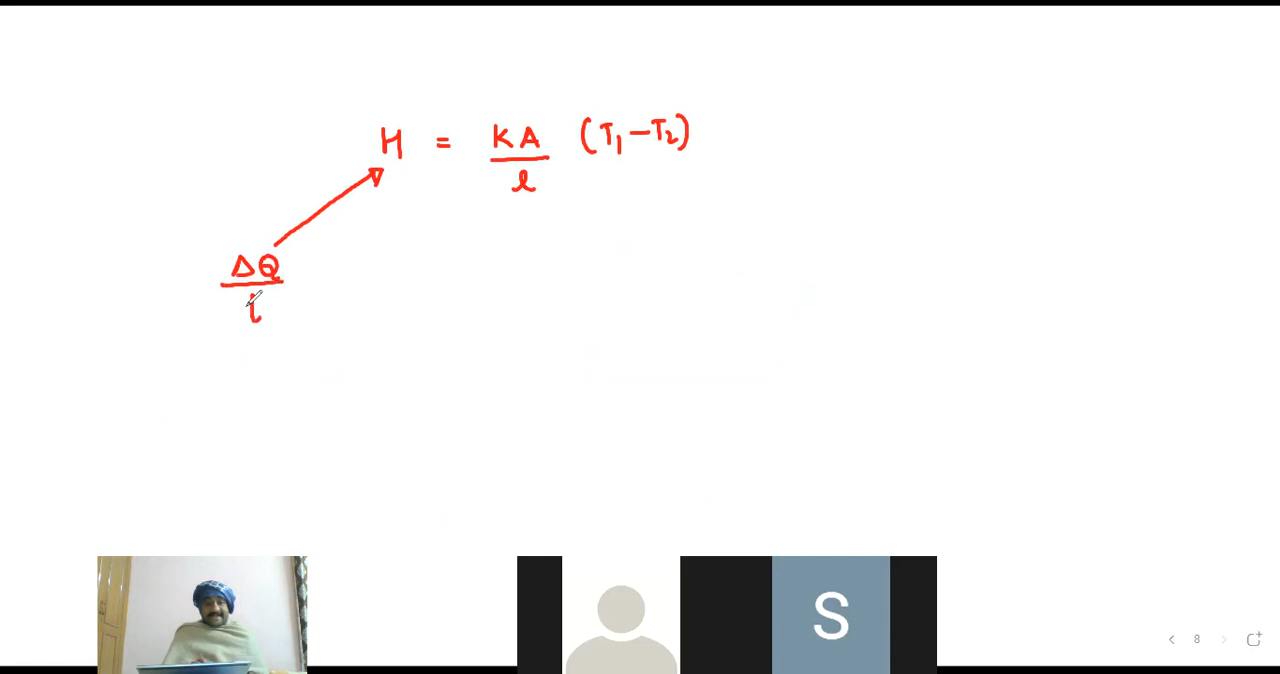 H = KA/l (T₁ − T₂)
ΔQ/t
S
8